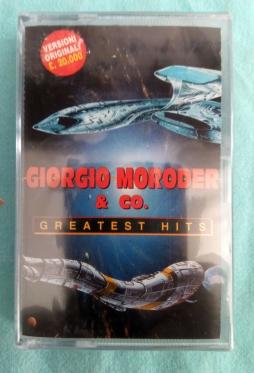 VERSIONI
ORIGINALI
£. 20.000
GIORGIO MORODER
& CO.
GREATEST HITS